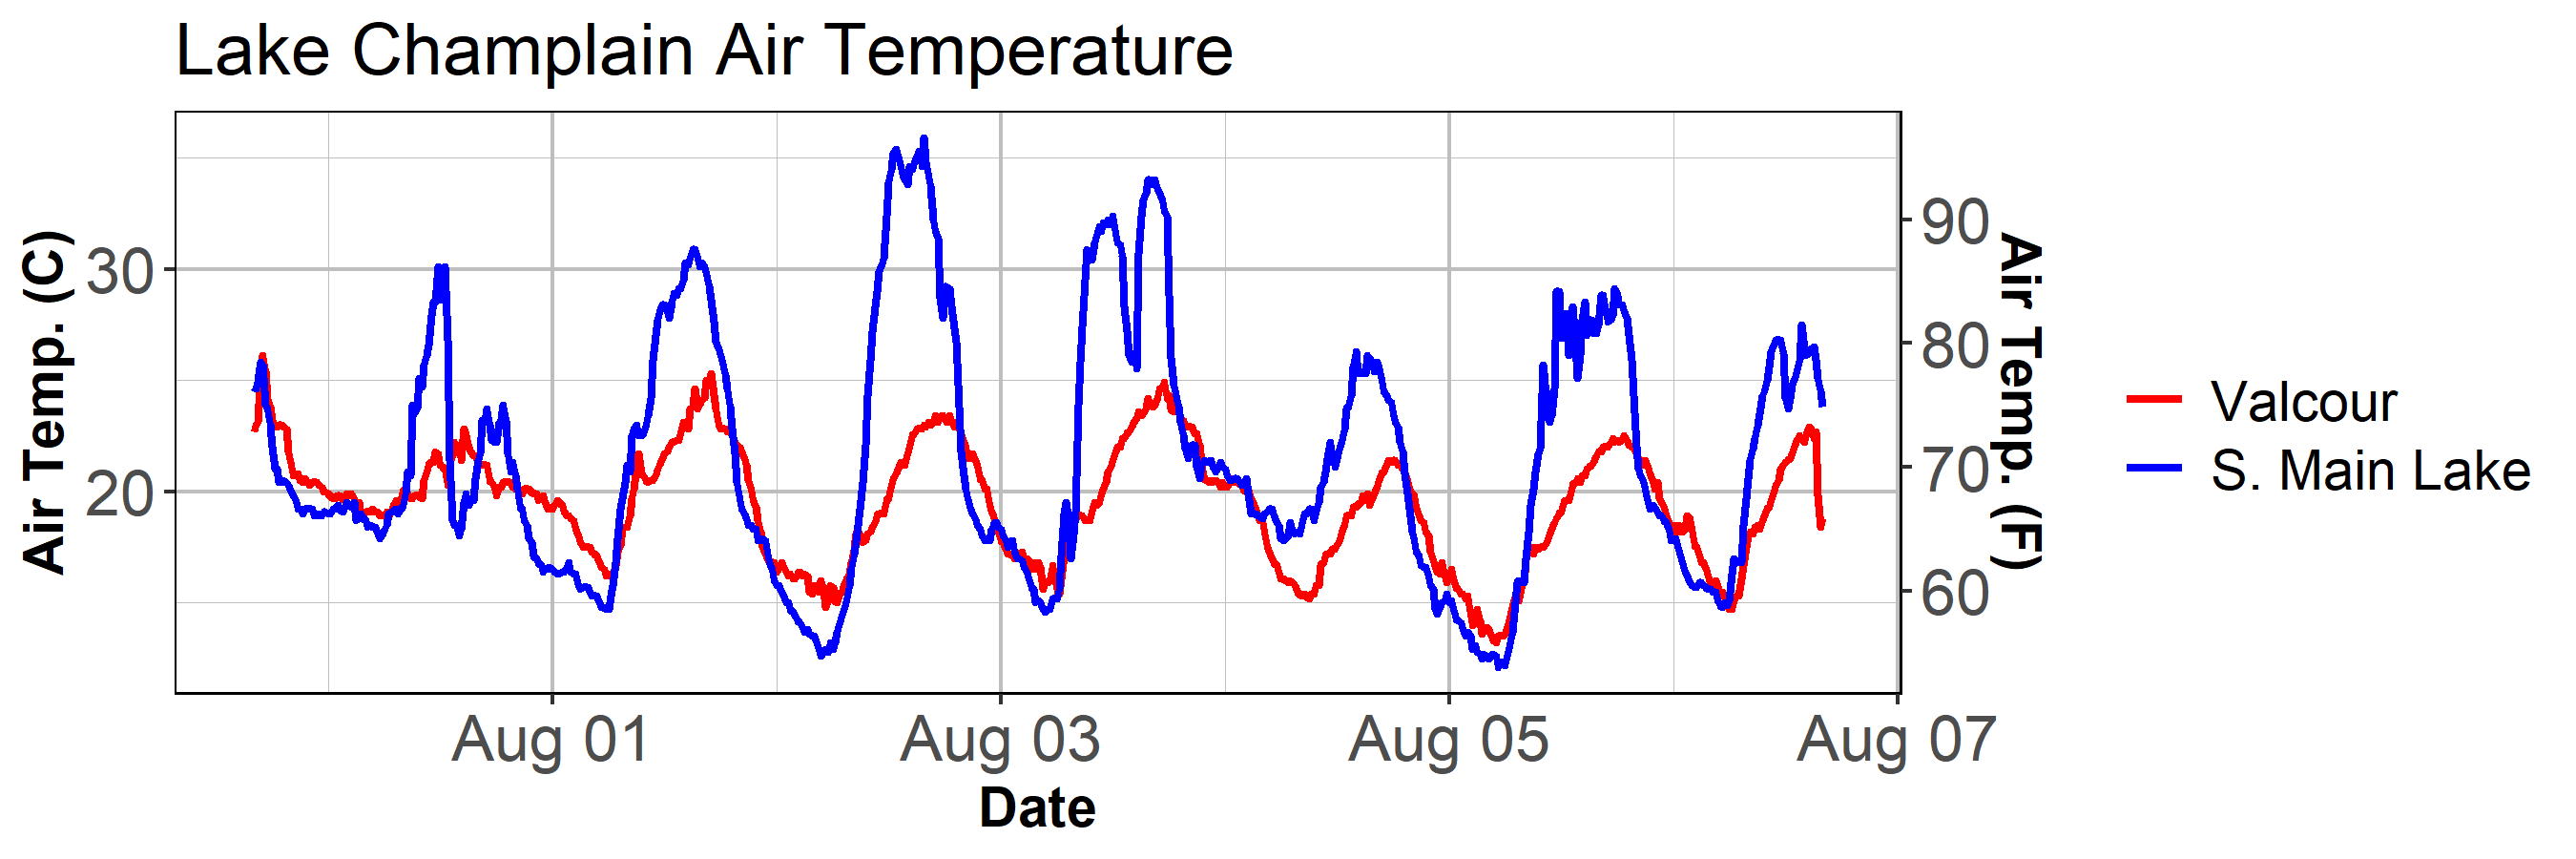 Lake Champlain Air Temperature
Air Temp. (C)
30
20
90
80
70
60
Air Temp. (F)
Valcour
S. Main Lake
Aug 01
Aug 03
Aug 05
Aug 07
Date